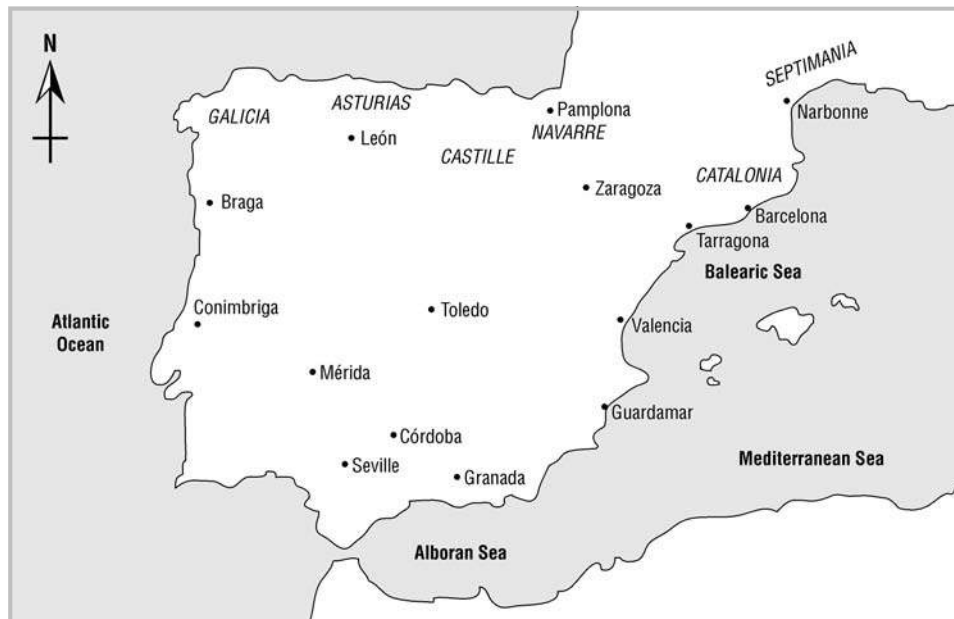 N
SEPTIMANIA
GALICIA
ASTURIAS
Pamplona
Narbonne
NAVARRE
León
CASTILLE
CATALONIA
Zaragoza
Braga
Barcelona
Tarragona
Balearic Sea
Conimbriga
Toledo
Atlantic
Ocean
Valencia
Mérida
Guardamar
Córdoba
Seville
Granada
Mediterranean Sea
Alboran Sea